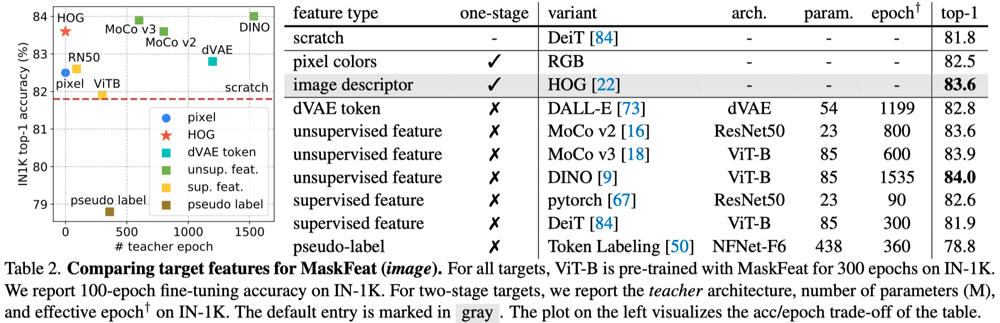 84
83
82
81
80
79
IN1K top-1 accuracy (%)
HOG
MoCo v3
DINO
MoCo v2
dVAE
RN50
pixel ViTB
scratch
pixel
HOG
dVAE token
unsup. feat.
sup. feat.
pseudo label
pseudo label
0 500 1000 1500
# teacher epoch
feature type one-stage variant arch. param. epoch† top-1
scratch - DeiT [84] - - - 81.8
pixel colors ✓ RGB - - - 82.5
image descriptor ✓ HOG [22] - - - 83.6
dVAE token ✗ DALL-E [73] dVAE 54 1199 82.8
unsupervised feature ✗ MoCo v2 [16] ResNet50 23 800 83.6
unsupervised feature ✗ MoCo v3 [18] ViT-B 85 600 83.9
unsupervised feature ✗ DINO [9] ViT-B 85 1535 84.0
supervised feature ✗ pytorch [67] ResNet50 23 90 82.6
supervised feature ✗ DeiT [84] ViT-B 85 300 81.9
pseudo-label ✗ Token Labeling [50] NFNet-F6 438 360 78.8
Table 2. Comparing target features for MaskFeat (image). For all targets, ViT-B is pre-trained with MaskFeat for 300 epochs on IN-1K.
We report 100-epoch fine-tuning accuracy on IN-1K. For two-stage targets, we report the teacher architecture, number of parameters (M),
and effective epoch† on IN-1K. The default entry is marked in gray . The plot on the left visualizes the acc/epoch trade-off of the table.